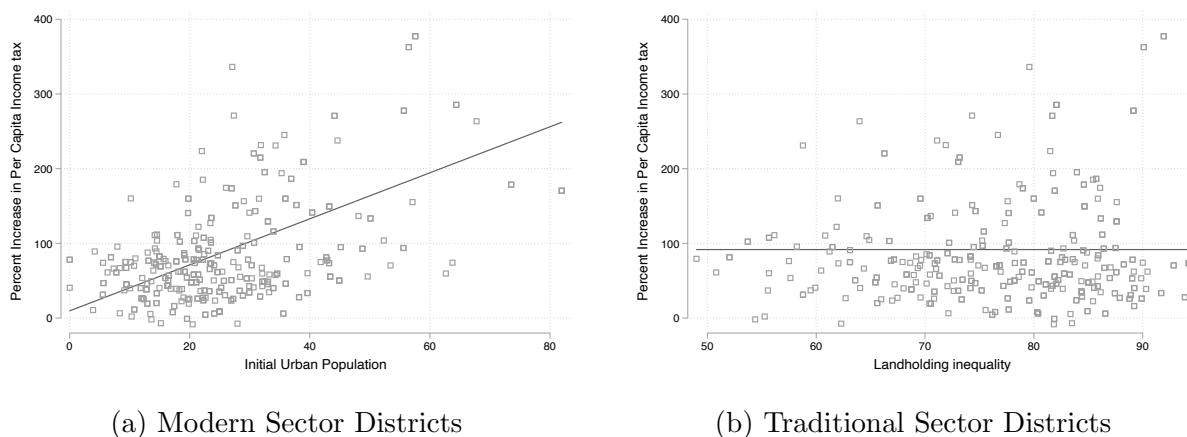 Percent Increase in Per Capita Income tax
400
300
200
100
0
0 20 40 60 80
Initial Urban Population
(a) Modern Sector Districts
Percent Increase in Per Capita Income tax
400
300
200
100
0
50 60 70 80 90
Landholding inequality
(b) Traditional Sector Districts